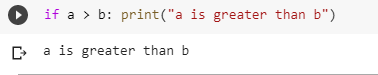 if a > b: print("a is greater than b")
a is greater than b